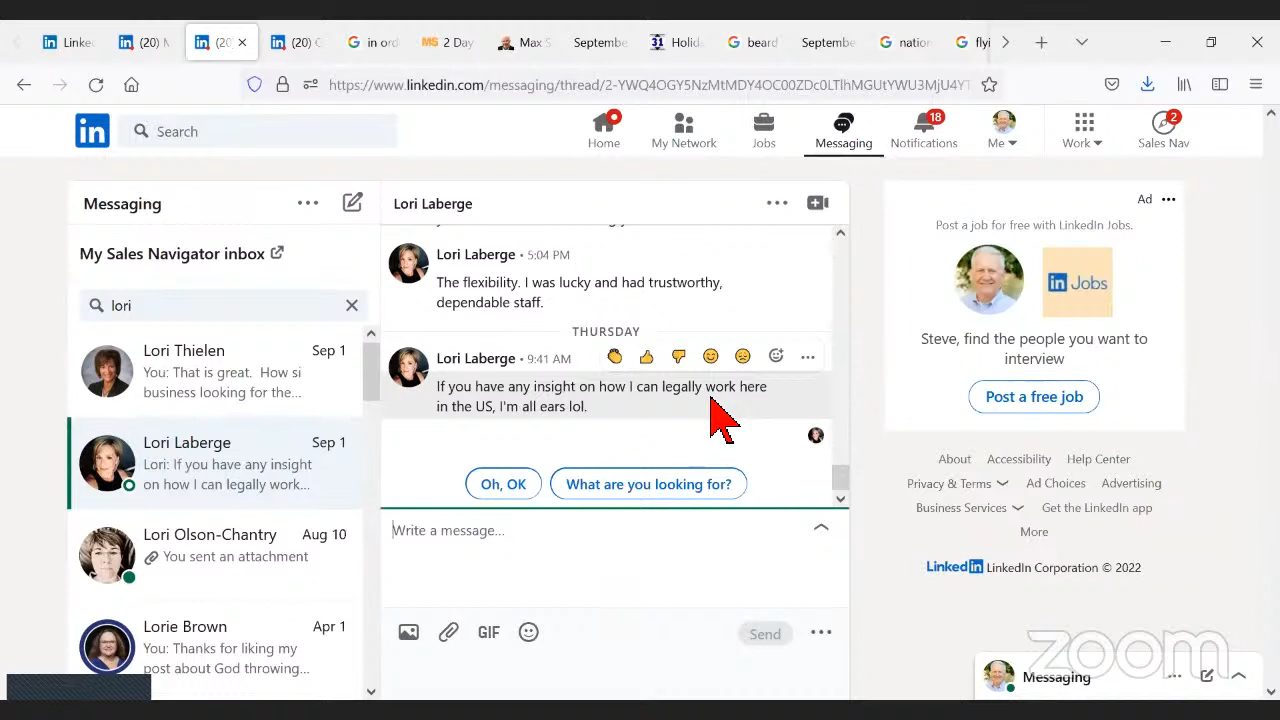 Linke
(20) M
(20
(20) C
in ord
MS 2 Day
Max S
Septembe
31 Holid
beard
Septembe
nation
flyi
https://www.linkedin.com/messaging/thread/2-YWQ4OGY5NzMtMDY4OC00ZDc0LTlhMGUtYWU3MjU4YT
in
Search
Home
My Network
Jobs
Messaging
18
Notifications
Me
Work
2
Sales Nav
Messaging
My Sales Navigator inbox
lori
Lori Thielen Sep 1
You: That is great. How si
business looking for the...
Lori Laberge Sep 1
Lori: If you have any insight
on how I can legally work...
Lori Olson-Chantry Aug 10
You sent an attachment
Lorie Brown Apr 1
You: Thanks for liking my
post about God throwing...
Lori Laberge
Lori Laberge • 5:04 PM
The flexibility. I was lucky and had trustworthy,
dependable staff.
THURSDAY
Lori Laberge • 9:41 AM
If you have any insight on how I can legally work here
in the US, I'm all ears lol.
Oh, OK
What are you looking for?
Write a message...
GIF
Send
Ad
Post a job for free with LinkedIn Jobs.
in Jobs
Steve, find the people you want to
interview
Post a free job
About Accessibility Help Center
Privacy & Terms Ad Choices Advertising
Business Services Get the LinkedIn app
More
LinkedIn LinkedIn Corporation © 2022
zoom
Messaging